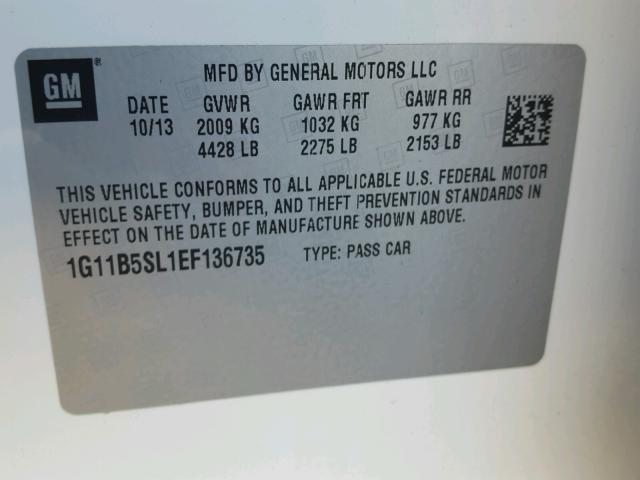 GM ®
MFD BY GENERAL MOTORS LLC
DATE GVWR GAWR FRT GAWR RR
10/13 2009 KG 1032 KG 977 KG
4428 LB 2275 LB 2153 LB
THIS VEHICLE CONFORMS TO ALL APPLICABLE U.S. FEDERAL MOTOR
VEHICLE SAFETY, BUMPER, AND THEFT PREVENTION STANDARDS IN
EFFECT ON THE DATE OF MANUFACTURE SHOWN ABOVE.
1G11B5SL1EF136735 TYPE: PASS CAR